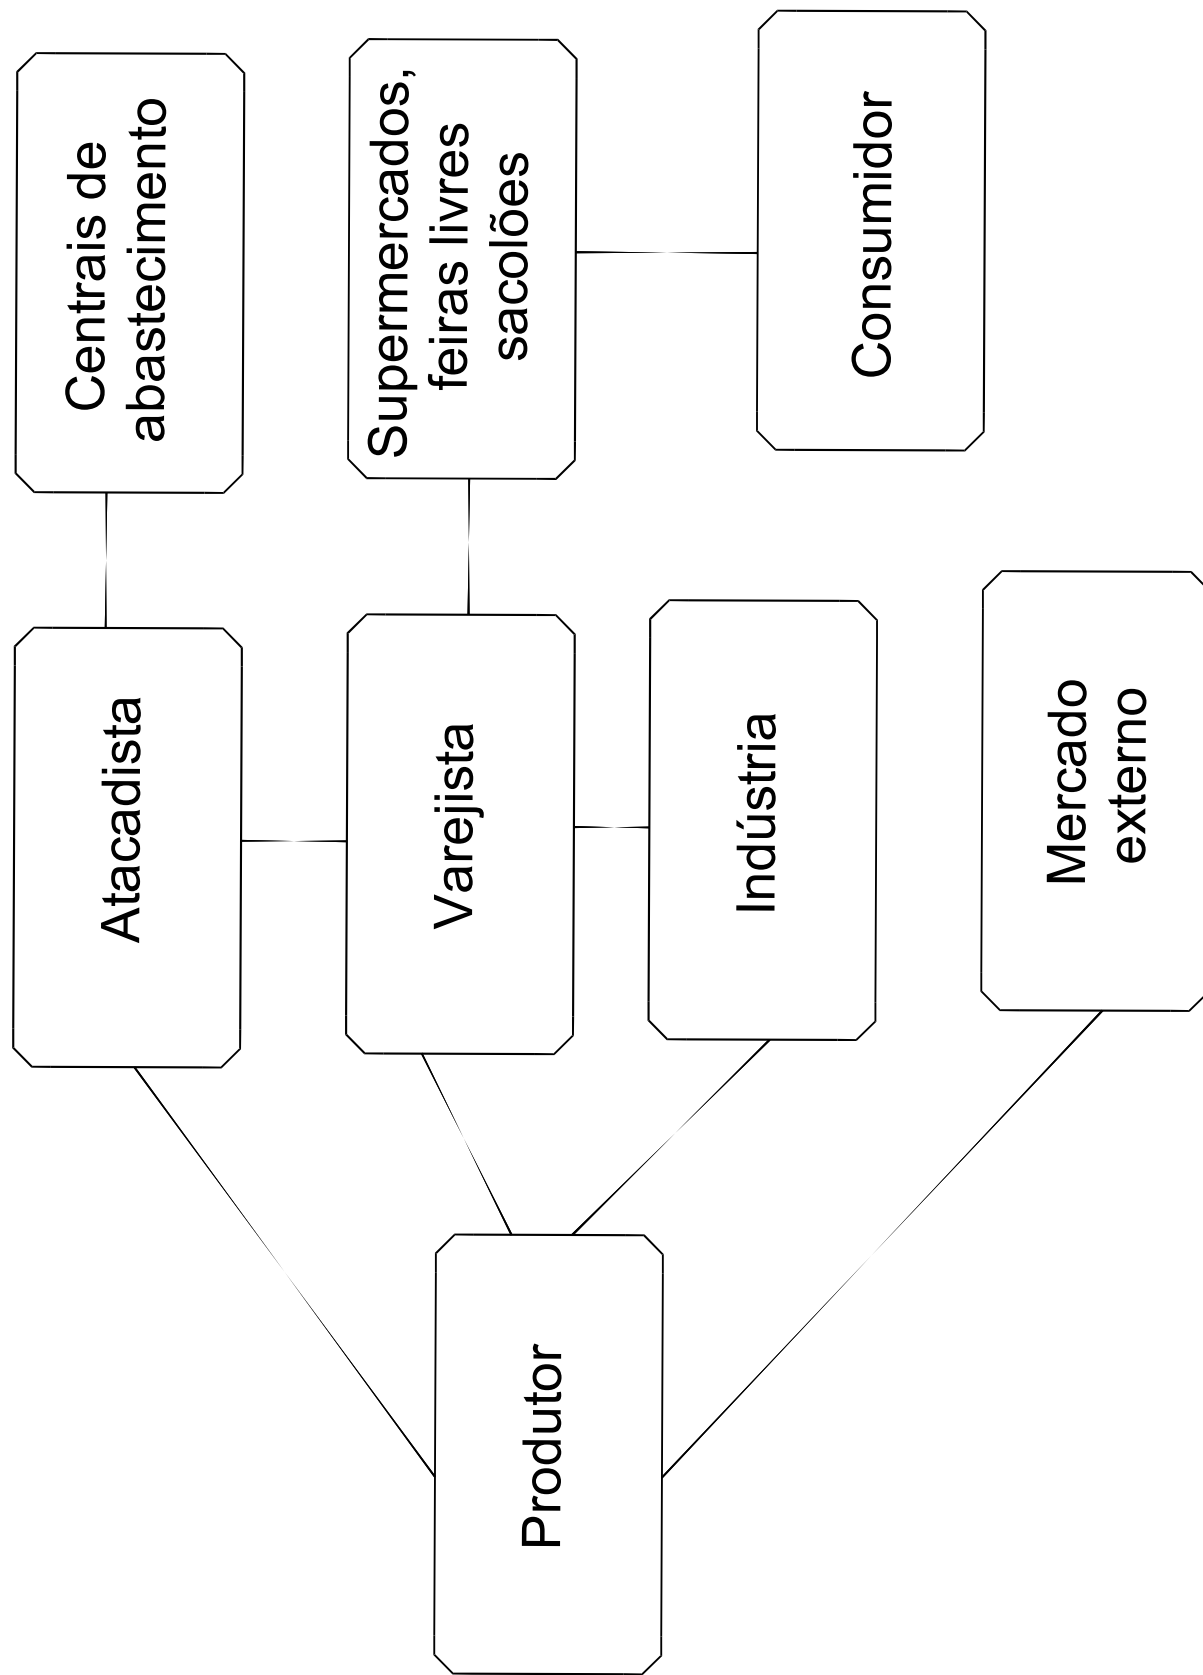 Centrais de
abastecimento
Supermercados,
feiras livres
sacolões
Consumidor
Atacadista
Varejista
Indústria
Mercado
externo
Produtor